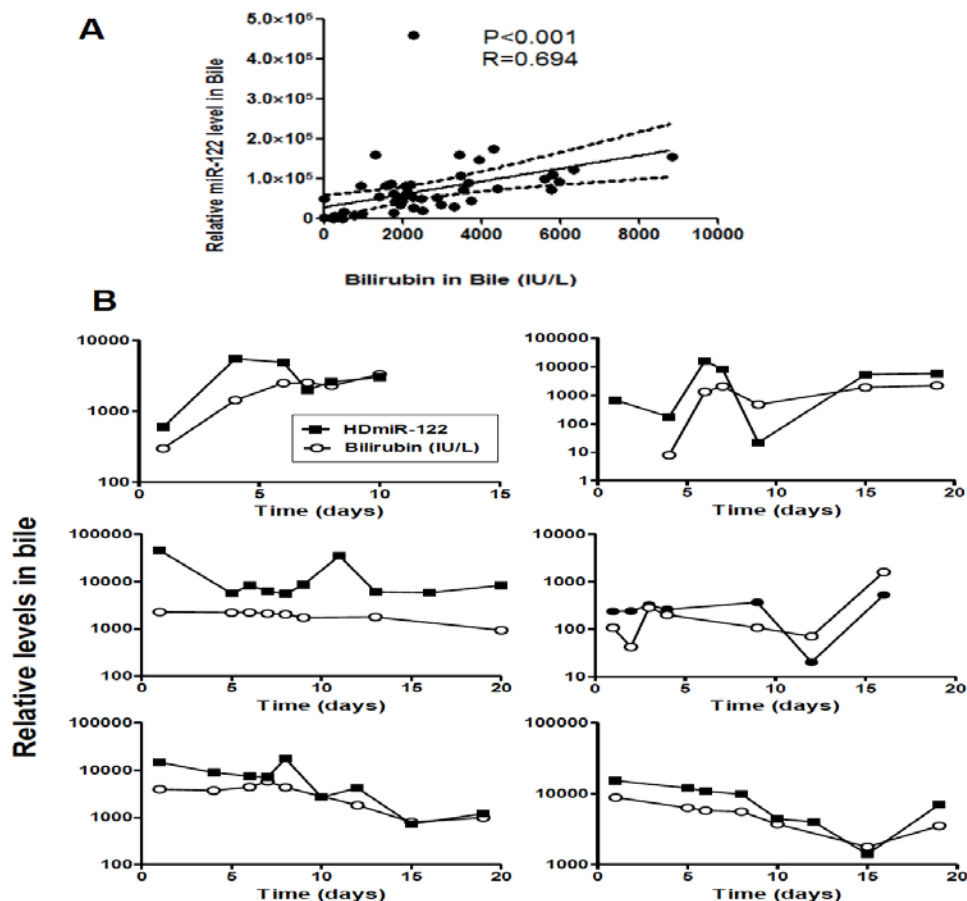 A
P<0.001
R=0.694
Relative miR-122 level in Bile
5.0×10⁵
4.0×10⁵
3.0×10⁵
2.0×10⁵
1.0×10⁵
0
0 2000 4000 6000 8000 10000
Bilirubin in Bile (IU/L)
B
Relative levels in bile
10000
1000
100
HDmiR-122
Bilirubin (IU/L)
0 5 10 15
Time (days)
100000
10000
1000
100
10
1
0 5 10 15 20
Time (days)
100000
10000
1000
100
0 5 10 15 20
Time (days)
10000
1000
100
10
0 5 10 15 20
Time (days)
100000
10000
1000
100
0 5 10 15 20
Time (days)
100000
10000
1000
0 5 10 15 20
Time (days)